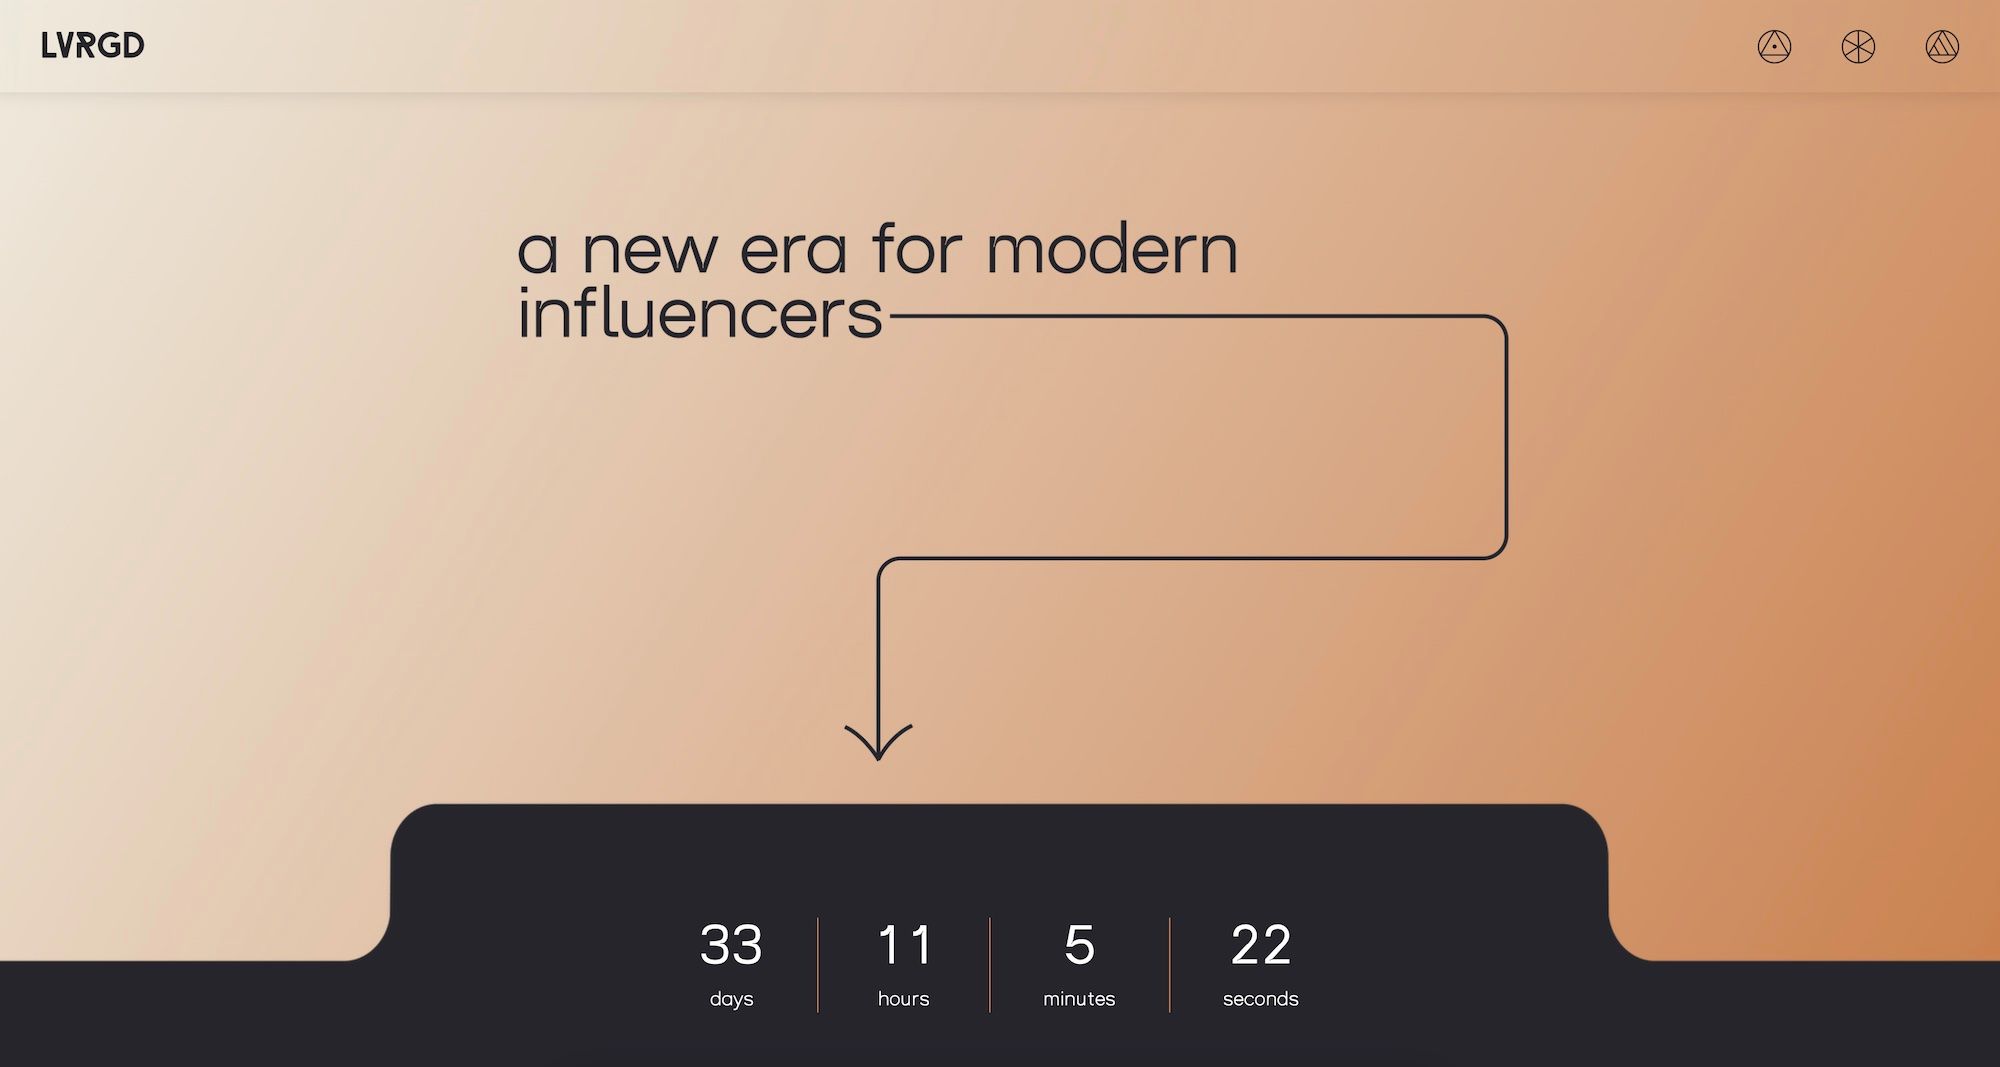 LVRGD
a new era for modern
influencers
33 11 5 22
days hours minutes seconds